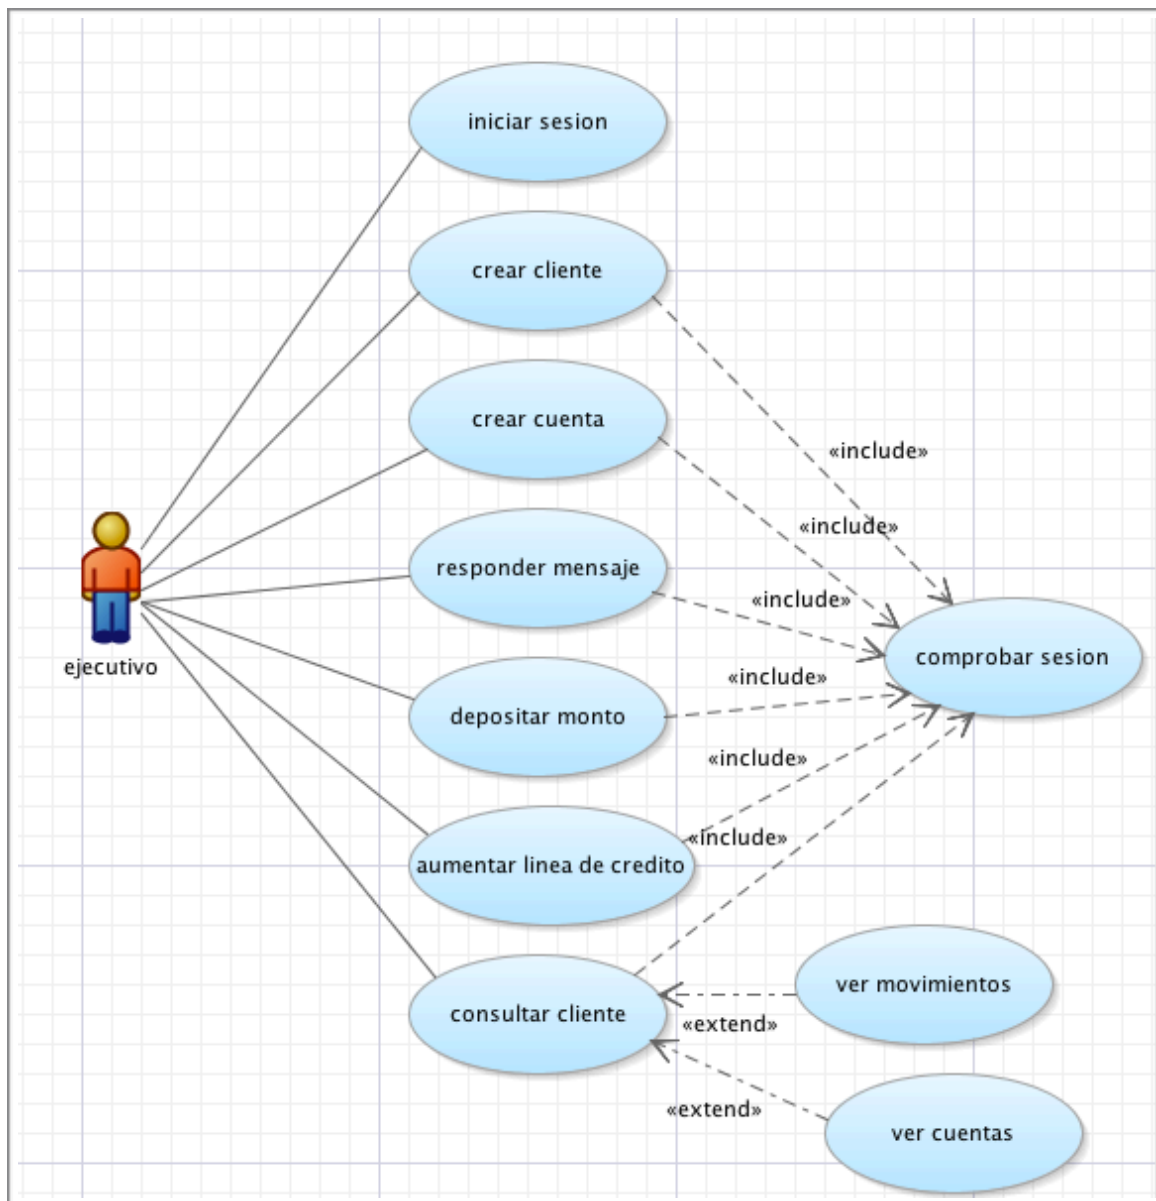 iniciar sesion
crear cliente
crear cuenta
«include»
«include»
responder mensaje
«include»
comprobar sesion
ejecutivo
«include»
depositar monto
«include»
«include»
aumentar linea de credito
ver movimientos
consultar cliente
«extend»
«extend»
ver cuentas